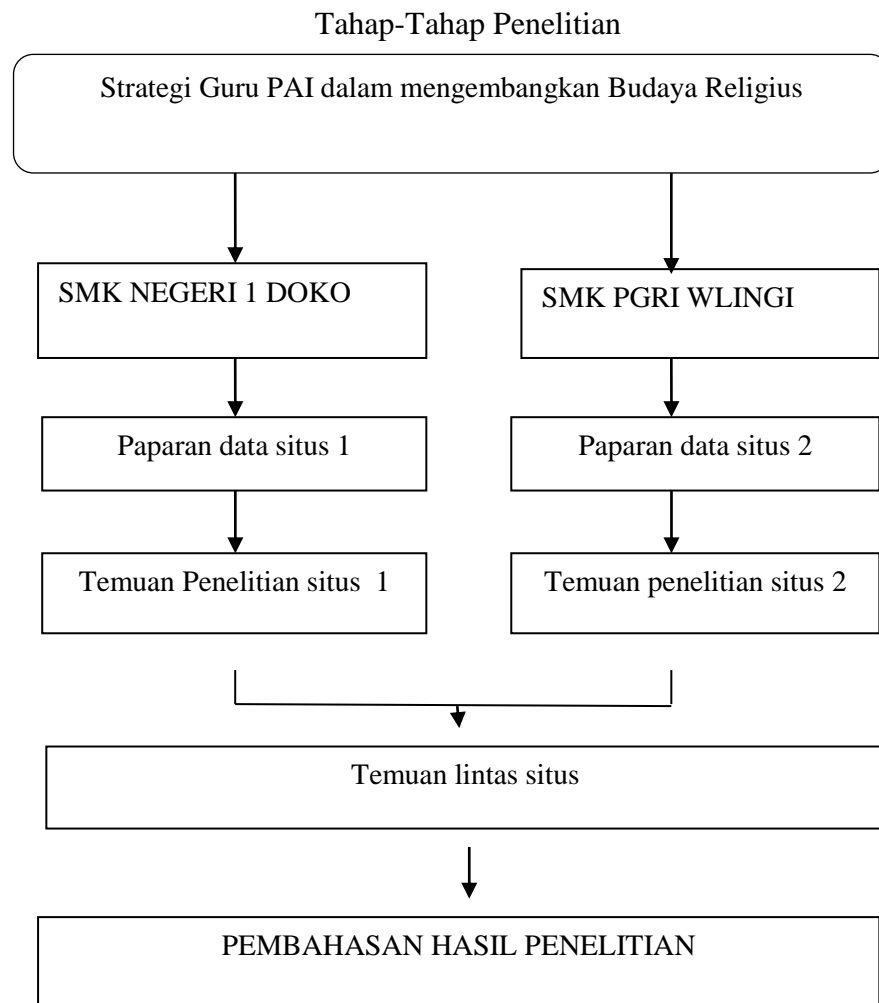 Tahap-Tahap Penelitian
Strategi Guru PAI dalam mengembangkan Budaya Religius
SMK NEGERI 1 DOKO
SMK PGRI WLINGI
Paparan data situs 1
Paparan data situs 2
Temuan Penelitian situs  1
Temuan penelitian situs 2
Temuan lintas situs
PEMBAHASAN HASIL PENELITIAN